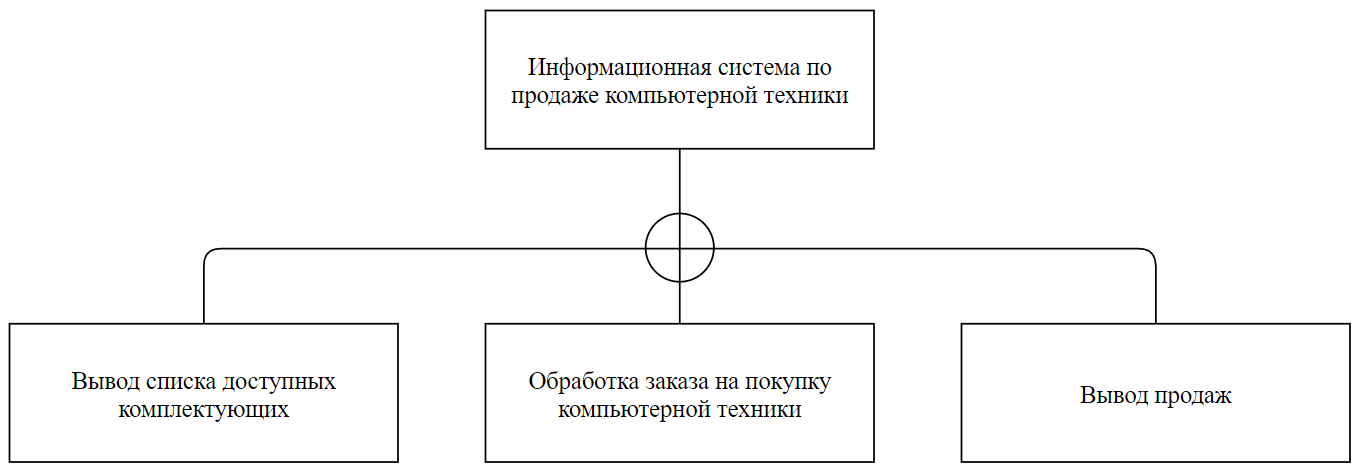 Информационная система по
продаже компьютерной техники
Вывод списка доступных
комплектующих
Обработка заказа на покупку
компьютерной техники
Вывод продаж